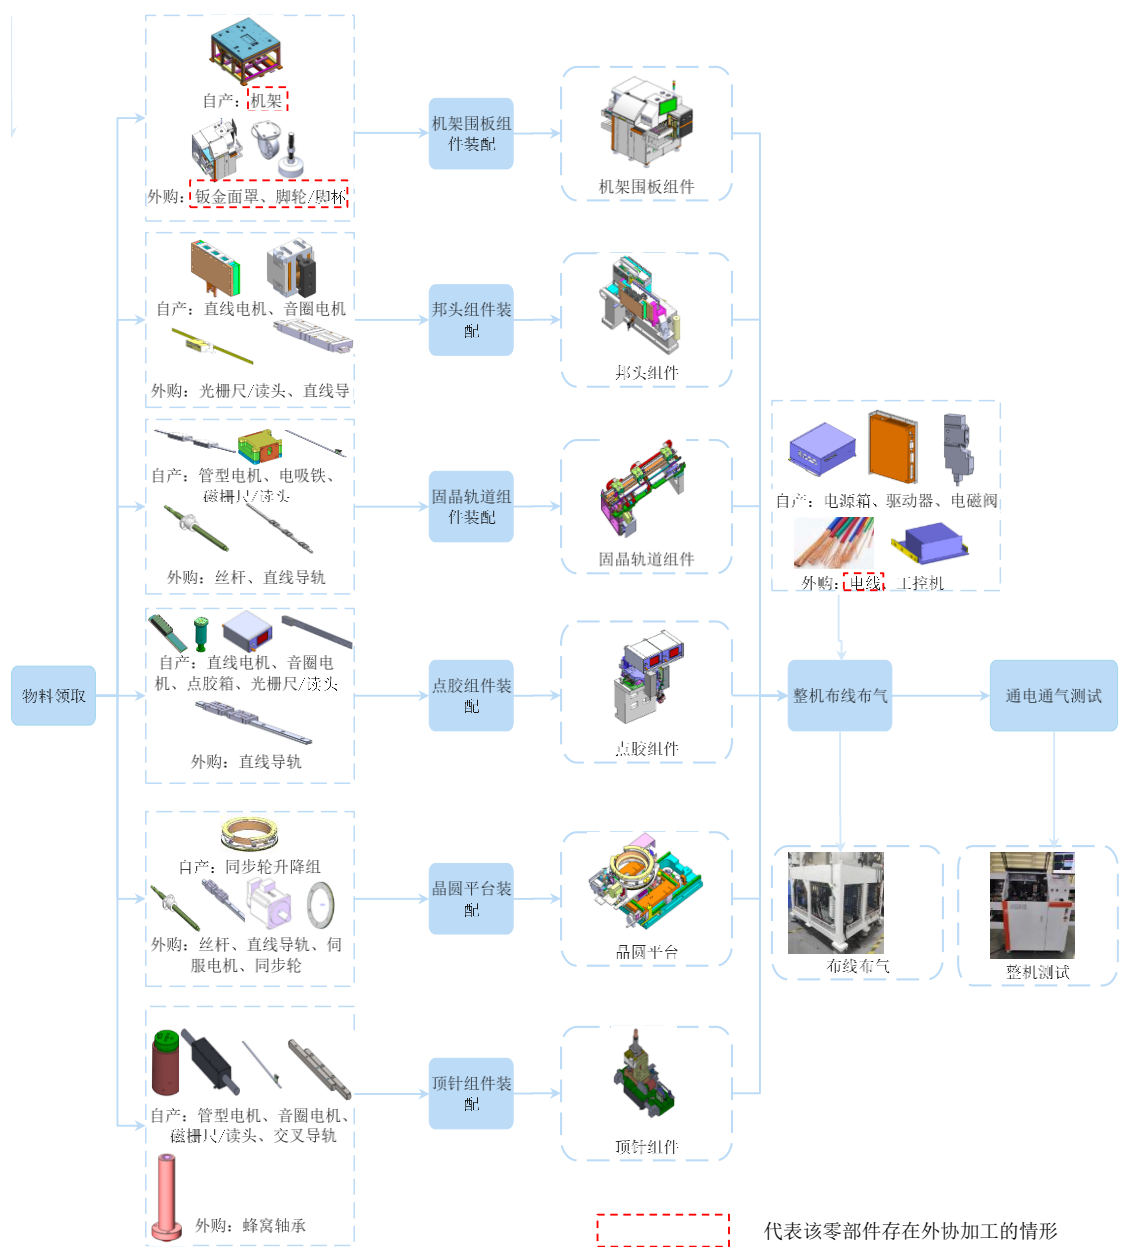 自产：机架
外购：钣金面罩、脚轮/脚杯
机架围板组
件装配
机架围板组件
自产：直线电机、音圈电机
外购：光栅尺/读头、直线导
邦头组件装
配
邦头组件
自产：管型电机、电吸铁、
磁栅尺/读头
外购：丝杆、直线导轨
固晶轨道组
件装配
固晶轨道组件
自产：电源箱、驱动器、电磁阀
外购：电线、工控机
物料领取
自产：直线电机、音圈电
机、点胶箱、光栅尺/读头
外购：直线导轨
点胶组件装
配
点胶组件
整机布线布气
通电通气测试
自产：同步轮升降组
外购：丝杆、直线导轨、伺
服电机、同步轮
晶圆平台装
配
晶圆平台
布线布气
整机测试
自产：管型电机、音圈电机、
磁栅尺/读头、交叉导轨
外购：蜂窝轴承
顶针组件装
配
顶针组件
代表该零部件存在外协加工的情形